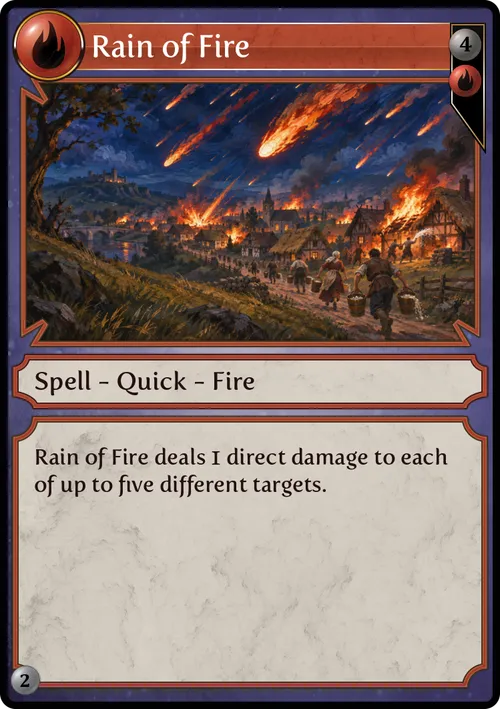 Rain of Fire
4
Spell – Quick – Fire
Rain of Fire deals 1 direct damage to each
of up to five different targets.
2